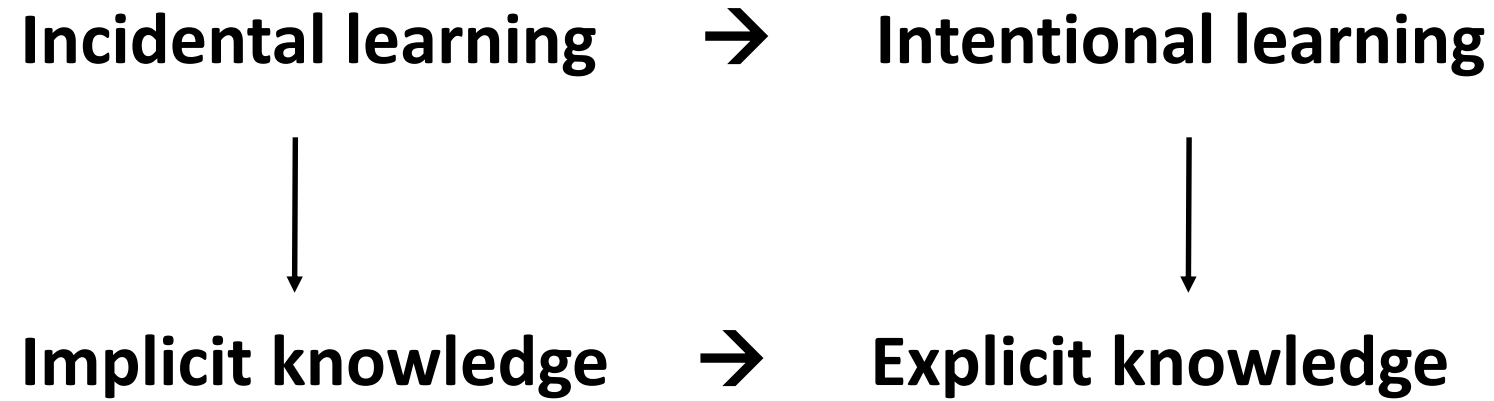 Incidental learning → Intentional learning
Implicit knowledge → Explicit knowledge